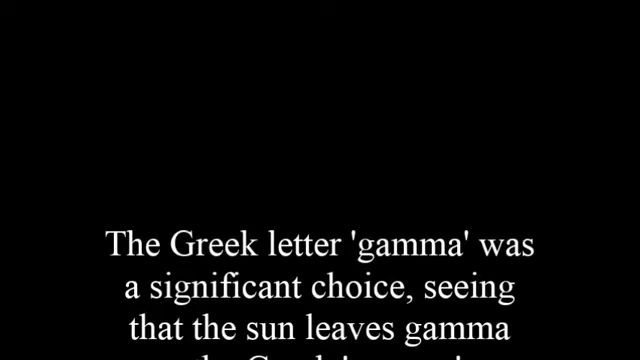 The Greek letter 'gamma' was
a significant choice, seeing
that the sun leaves gamma